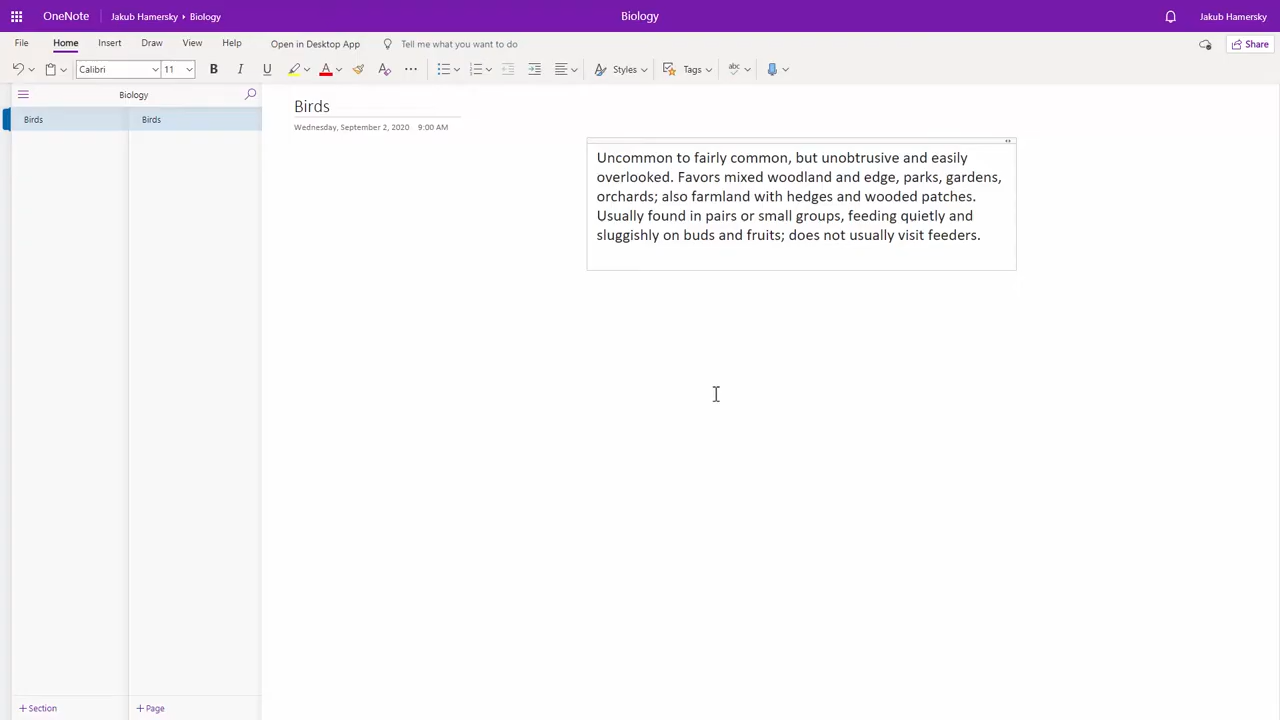 OneNote Jakub Hamersky Biology Biology Jakub Hamersky
File Home Insert Draw View Help Open in Desktop App Tell me what you want to do Share
Calibri 11 B I U A Styles Tags abc
Biology
Birds Birds
Birds
Wednesday, September 2, 2020 9:00 AM
Uncommon to fairly common, but unobtrusive and easily
overlooked. Favors mixed woodland and edge, parks, gardens,
orchards; also farmland with hedges and wooded patches.
Usually found in pairs or small groups, feeding quietly and
sluggishly on buds and fruits; does not usually visit feeders.
+ Section + Page